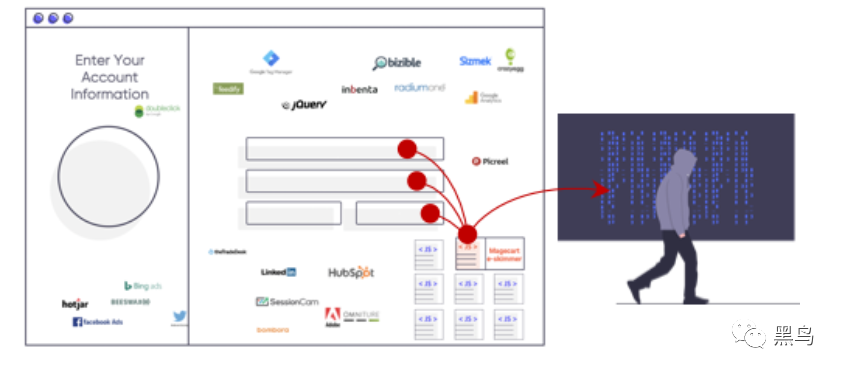 Enter Your
Account
Information
doubleclick
by Google
Google Tag Manager
bizible
Sizmek
crazyegg
feedify
inbenta
radiumone
Google
Analytics
jQuery
Picreel
theTradeDesk
< JS >
< JS >
Magecart
e-skimmer
LinkedIn
HubSpot
< JS >
< JS >
< JS >
Bing ads
hotjar
BEESWAX
SessionCam
Adobe
OMNITURE
< JS >
< JS >
< JS >
facebook Ads
bombora
黑鸟